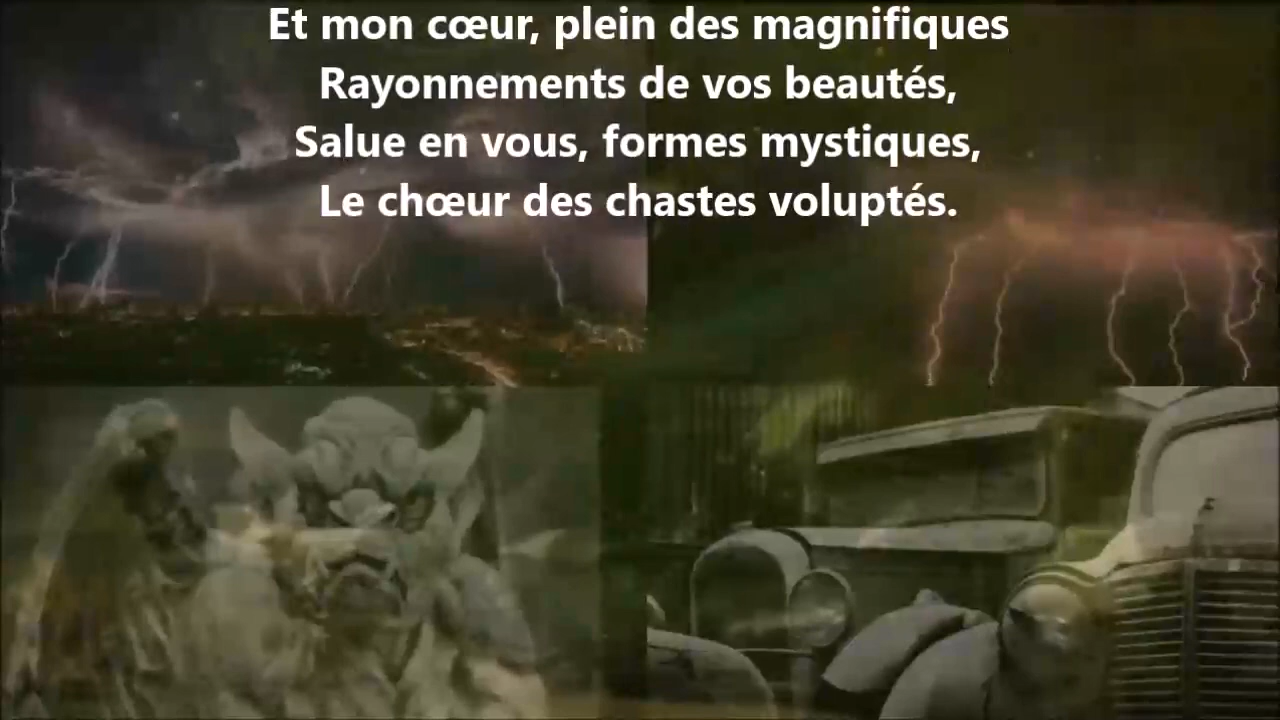 Et mon cœur, plein des magnifiques
Rayonnements de vos beautés,
Salue en vous, formes mystiques,
Le chœur des chastes voluptés.